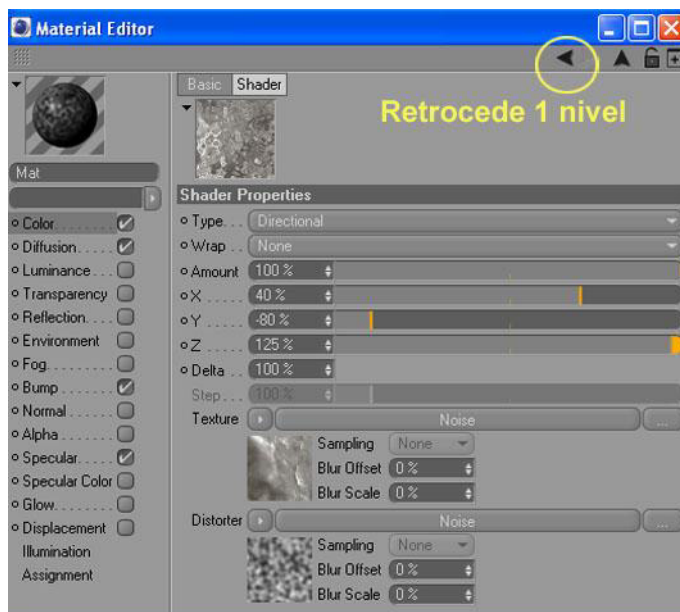 Material Editor
Retrocede 1 nivel
Mat
Color
Diffusion
Luminance
Transparency
Reflection
Environment
Fog
Bump
Normal
Alpha
Specular
Specular Color
Glow
Displacement
Illumination
Assignment
Basic Shader
Shader Properties
Type Directional
Wrap None
Amount 100 %
X 40 %
Y -80 %
Z 125 %
Delta 100 %
Step 100 %
Texture Noise ...
Sampling None
Blur Offset 0 %
Blur Scale 0 %
Distorter Noise ...
Sampling None
Blur Offset 0 %
Blur Scale 0 %